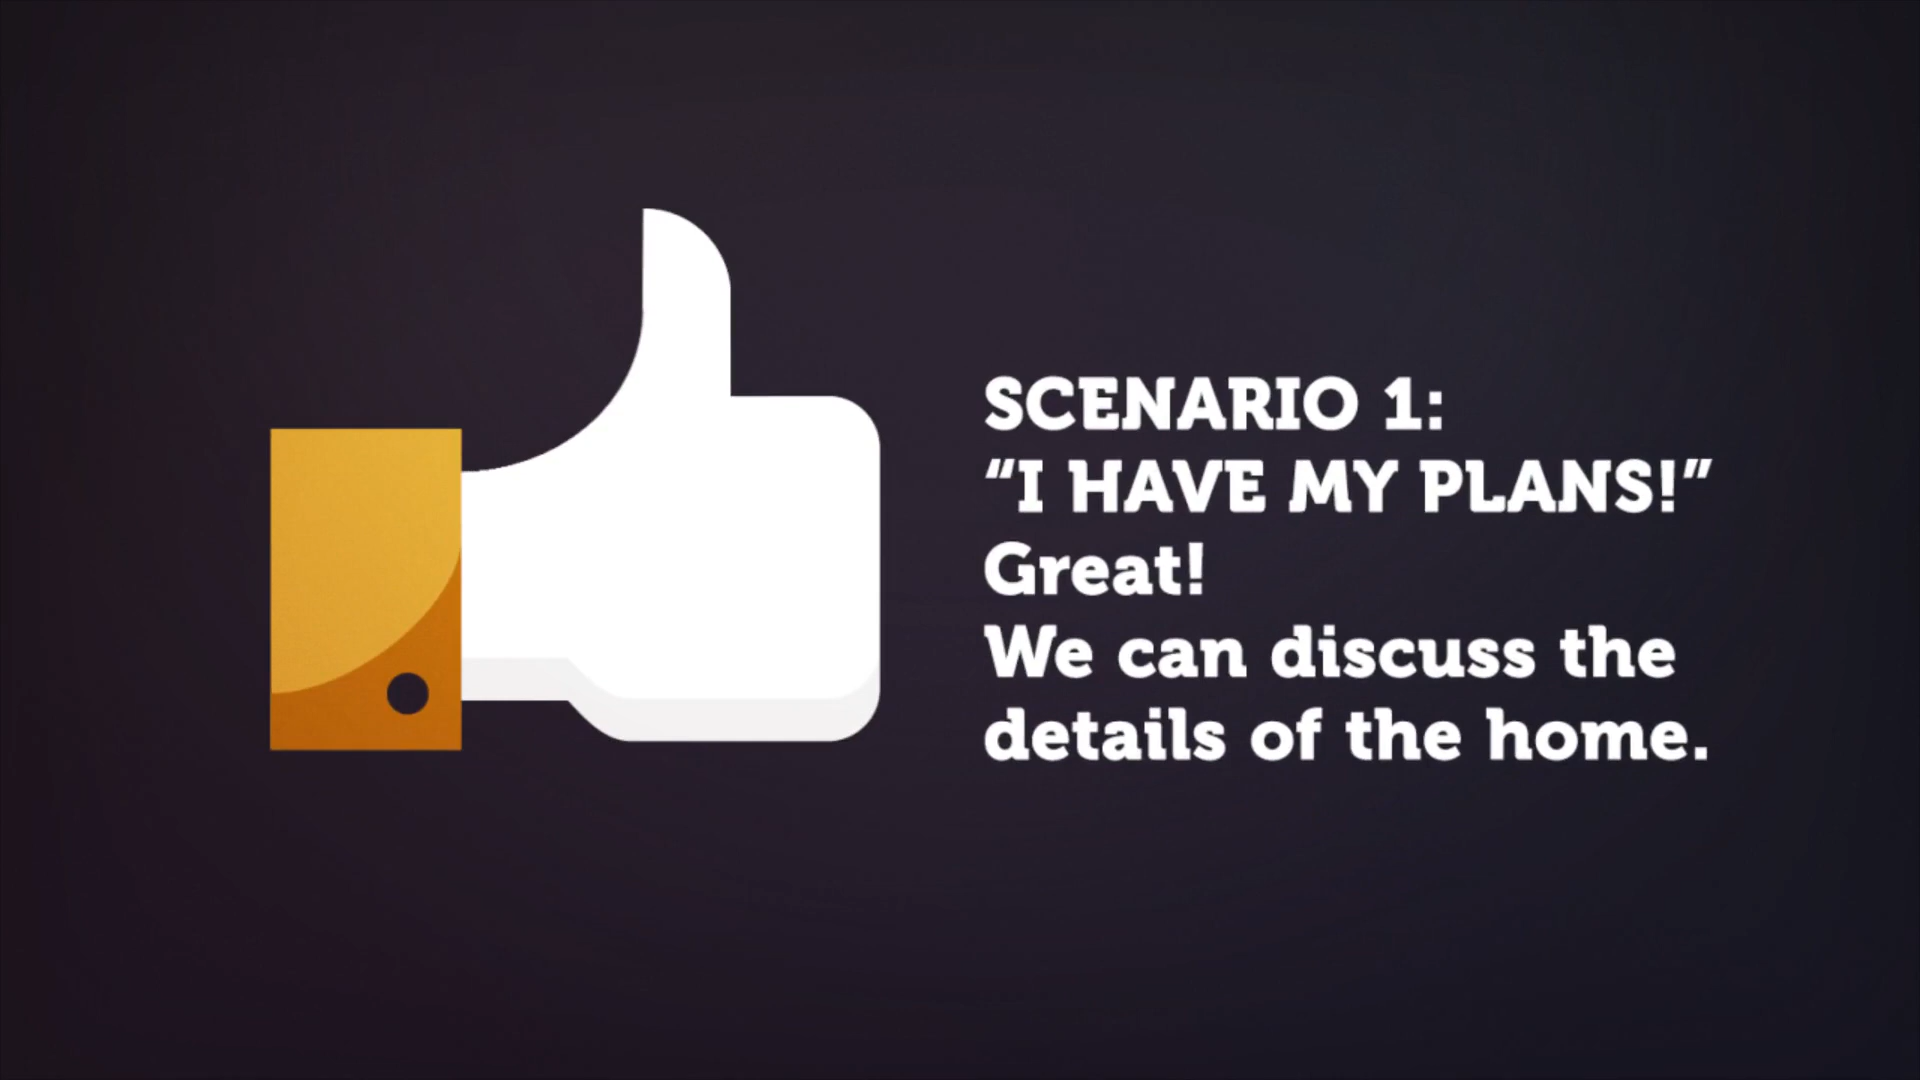 SCENARIO 1:
“I HAVE MY PLANS!”
Great!
We can discuss the
details of the home.